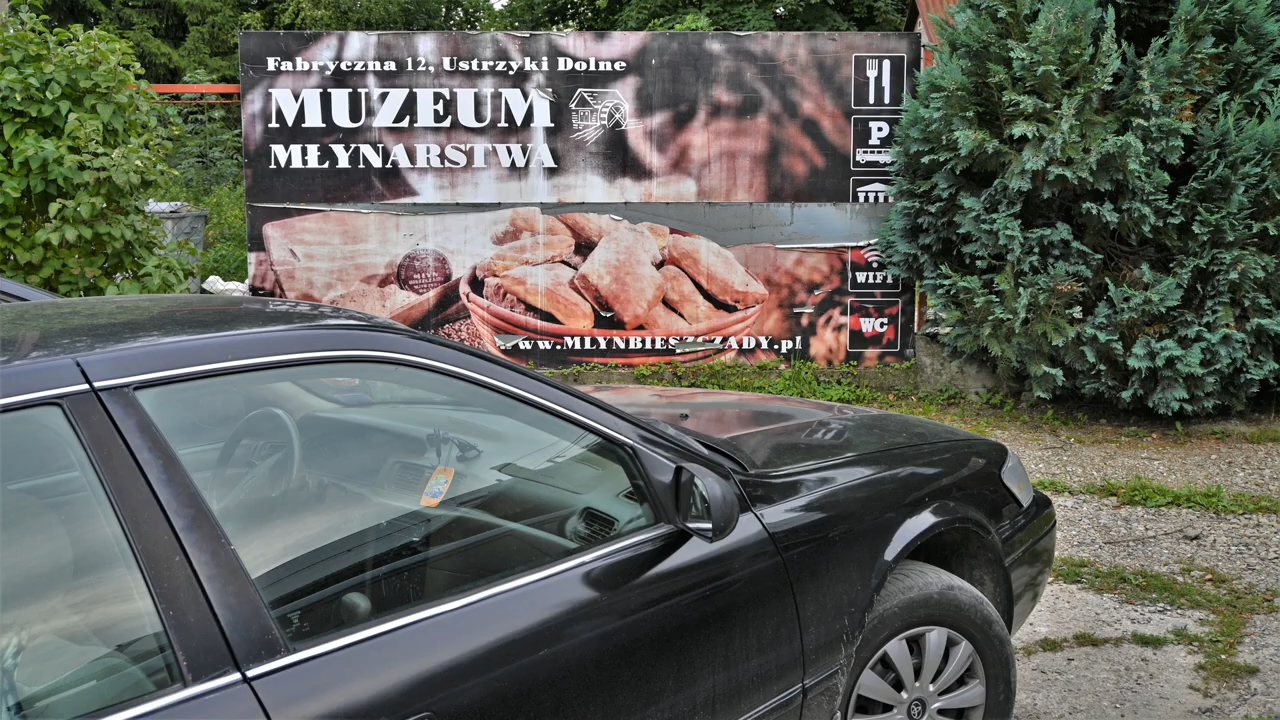 Fabryczna 12, Ustrzyki Dolne
MUZEUM
MŁYNARSTWA
P
WIFI
WC
www.MLYNBIESZCZADY.pl